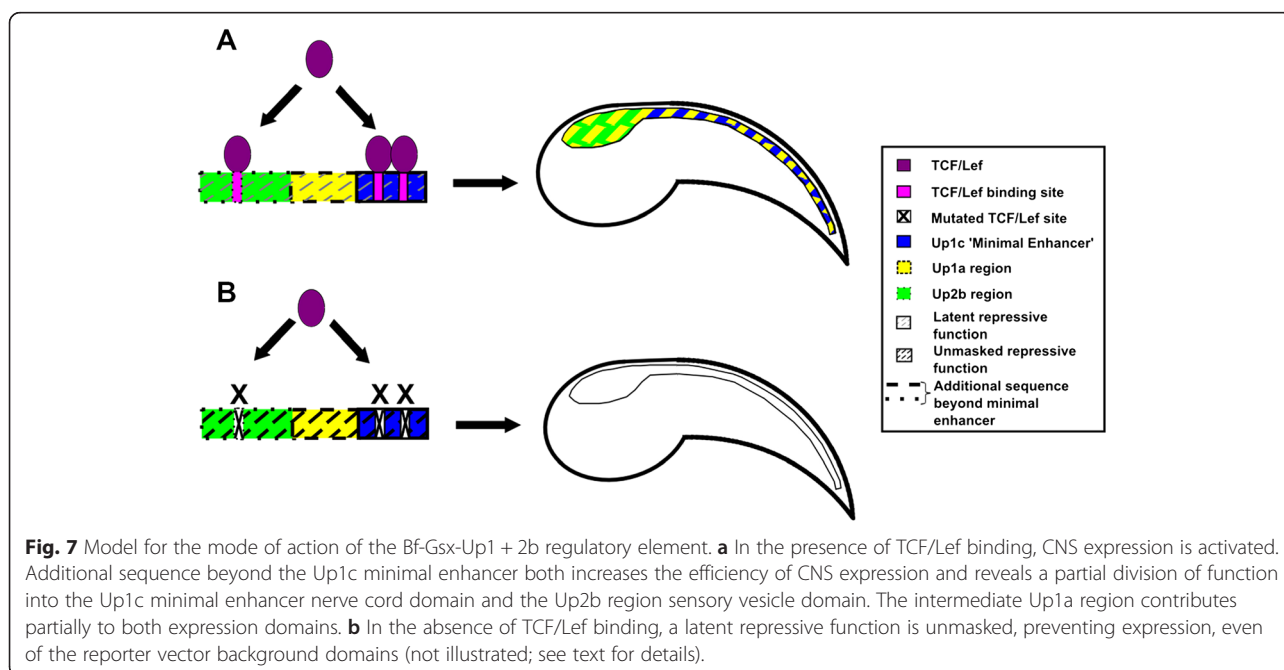 A
B
X
X X
TCF/Lef
TCF/Lef binding site
X Mutated TCF/Lef site
Up1c 'Minimal Enhancer'
Up1a region
Up2b region
Latent repressive
function
Unmasked repressive
function
Additional sequence
beyond minimal
enhancer
Fig. 7 Model for the mode of action of the Bf-Gsx-Up1 + 2b regulatory element. a In the presence of TCF/Lef binding, CNS expression is activated.
Additional sequence beyond the Up1c minimal enhancer both increases the efficiency of CNS expression and reveals a partial division of function
into the Up1c minimal enhancer nerve cord domain and the Up2b region sensory vesicle domain. The intermediate Up1a region contributes
partially to both expression domains. b In the absence of TCF/Lef binding, a latent repressive function is unmasked, preventing expression, even
of the reporter vector background domains (not illustrated; see text for details).